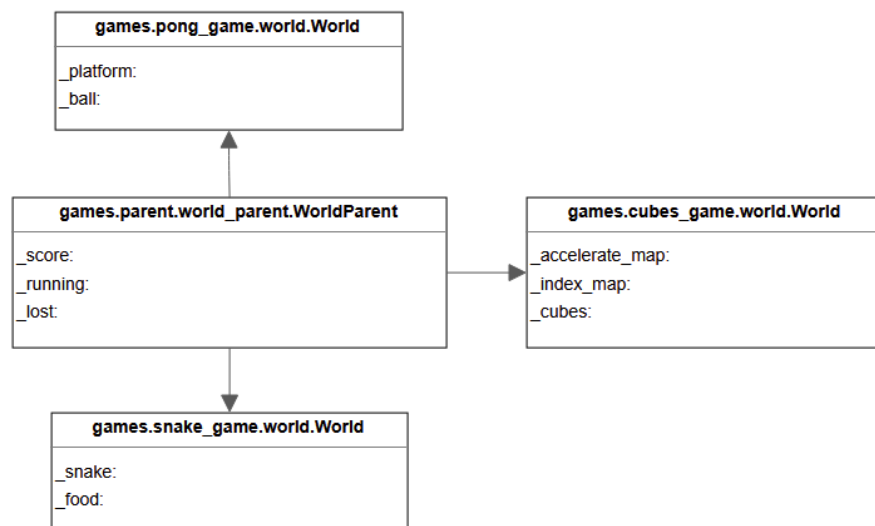 games.pong_game.world.World
_platform:
_ball:
games.parent.world_parent.WorldParent
_score:
_running:
_lost:
games.cubes_game.world.World
_accelerate_map:
_index_map:
_cubes:
games.snake_game.world.World
_snake:
_food: